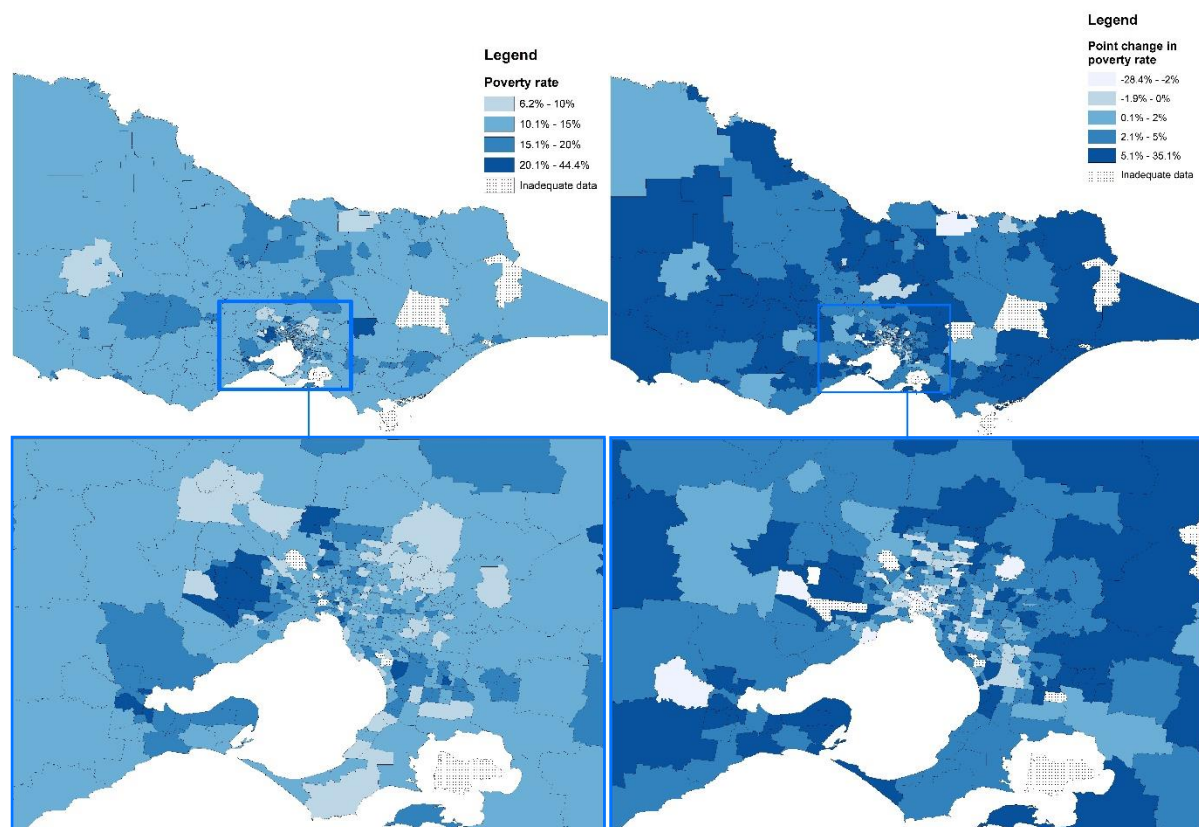 Legend
Poverty rate
6.2% - 10%
10.1% - 15%
15.1% - 20%
20.1% - 44.4%
Inadequate data
Legend
Point change in
poverty rate
-28.4% - -2%
-1.9% - 0%
0.1% - 2%
2.1% - 5%
5.1% - 35.1%
Inadequate data